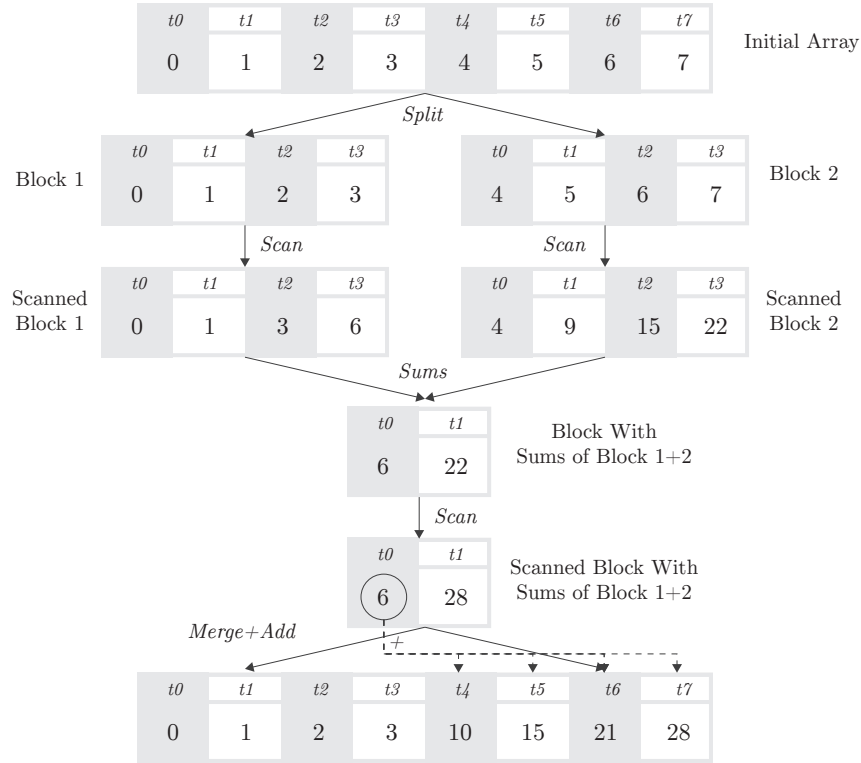 t0 t1 t2 t3 t4 t5 t6 t7
0 1 2 3 4 5 6 7
Initial Array
Split
Block 1
t0 t1 t2 t3
0 1 2 3
t0 t1 t2 t3
4 5 6 7
Block 2
Scan
Scan
Scanned
Block 1
t0 t1 t2 t3
0 1 3 6
t0 t1 t2 t3
4 9 15 22
Scanned
Block 2
Sums
t0 t1
6 22
Block With
Sums of Block 1+2
Scan
t0 t1
6 28
Scanned Block With
Sums of Block 1+2
Merge+Add
+
t0 t1 t2 t3 t4 t5 t6 t7
0 1 2 3 10 15 21 28